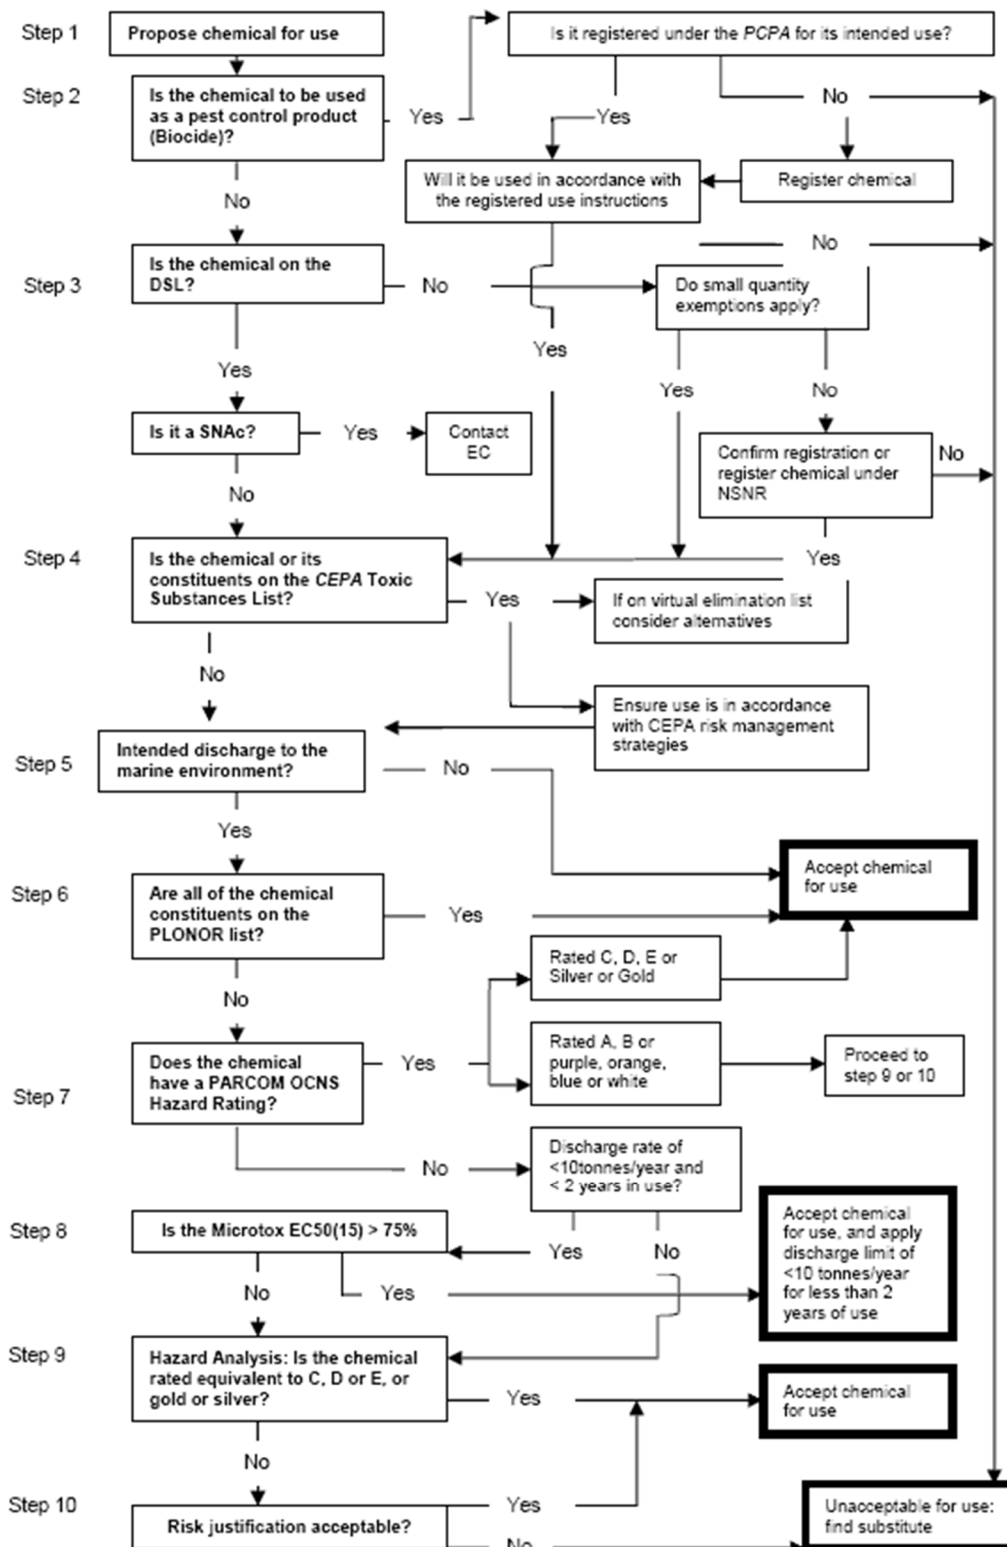 Step 1
Propose chemical for use
Is it registered under the PCPA for its intended use?
Step 2
Is the chemical to be used
as a pest control product
(Biocide)?
Yes
Yes
No
Will it be used in accordance with
the registered use instructions
Register chemical
No
No
Step 3
Is the chemical on the
DSL?
No
Do small quantity
exemptions apply?
Yes
Yes
Yes
No
Is it a SNAc?
Yes
Contact
EC
Confirm registration or
register chemical under
NSNR
No
No
Step 4
Is the chemical or its
constituents on the CEPA Toxic
Substances List?
Yes
Yes
If on virtual elimination list
consider alternatives
No
Ensure use is in accordance
with CEPA risk management
strategies
Step 5
Intended discharge to the
marine environment?
No
Yes
Accept chemical
for use
Step 6
Are all of the chemical
constituents on the
PLONOR list?
Yes
No
Rated C, D, E or
Silver or Gold
Step 7
Does the chemical
have a PARCOM OCNS
Hazard Rating?
Yes
Rated A, B or
purple, orange,
blue or white
Proceed to
step 9 or 10
No
Discharge rate of
<10tonnes/year and
< 2 years in use?
Step 8
Is the Microtox EC50(15) > 75%
Yes
No
Accept chemical
for use, and apply
discharge limit of
<10 tonnes/year
for less than 2
years of use
No
Yes
Step 9
Hazard Analysis: Is the chemical
rated equivalent to C, D or E, or
gold or silver?
Yes
Accept chemical
for use
No
Step 10
Risk justification acceptable?
Yes
No
Unacceptable for use:
find substitute